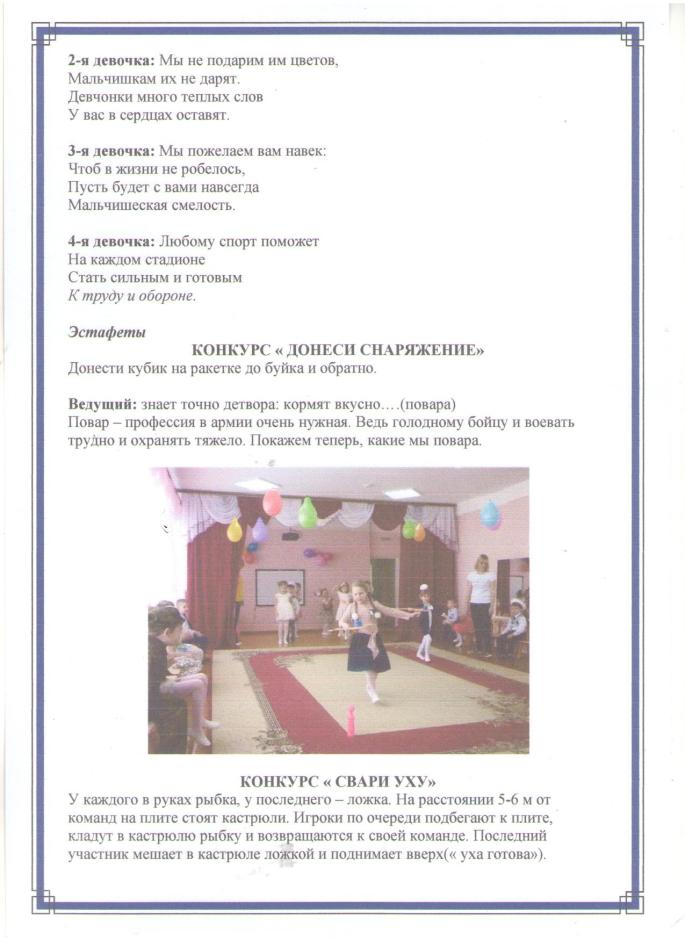 2-я девочка: Мы не подарим им цветов,
Мальчишкам их не дарят.
Девчонки много теплых слов
У вас в сердцах оставят.
3-я девочка: Мы пожелаем вам навек:
Чтоб в жизни не робелось,
Пусть будет с вами навсегда
Мальчишеская смелость.
4-я девочка: Любому спорт поможет
На каждом стадионе
Стать сильным и готовым
К труду и обороне.
Эстафеты
КОНКУРС « ДОНЕСИ СНАРЯЖЕНИЕ»
Донести кубик на ракетке до буйка и обратно.
Ведущий: знает точно детвора: кормят вкусно….(повара)
Повар – профессия в армии очень нужная. Ведь голодному бойцу и воевать
трудно и охранять тяжело. Покажем теперь, какие мы повара.
КОНКУРС « СВАРИ УХУ»
У каждого в руках рыбка, у последнего – ложка. На расстоянии 5-6 м от
команд на плите стоят кастрюли. Игроки по очереди подбегают к плите,
кладут в кастрюлю рыбку и возвращаются к своей команде. Последний
участник мешает в кастрюле ложкой и поднимает вверх(« уха готова»).